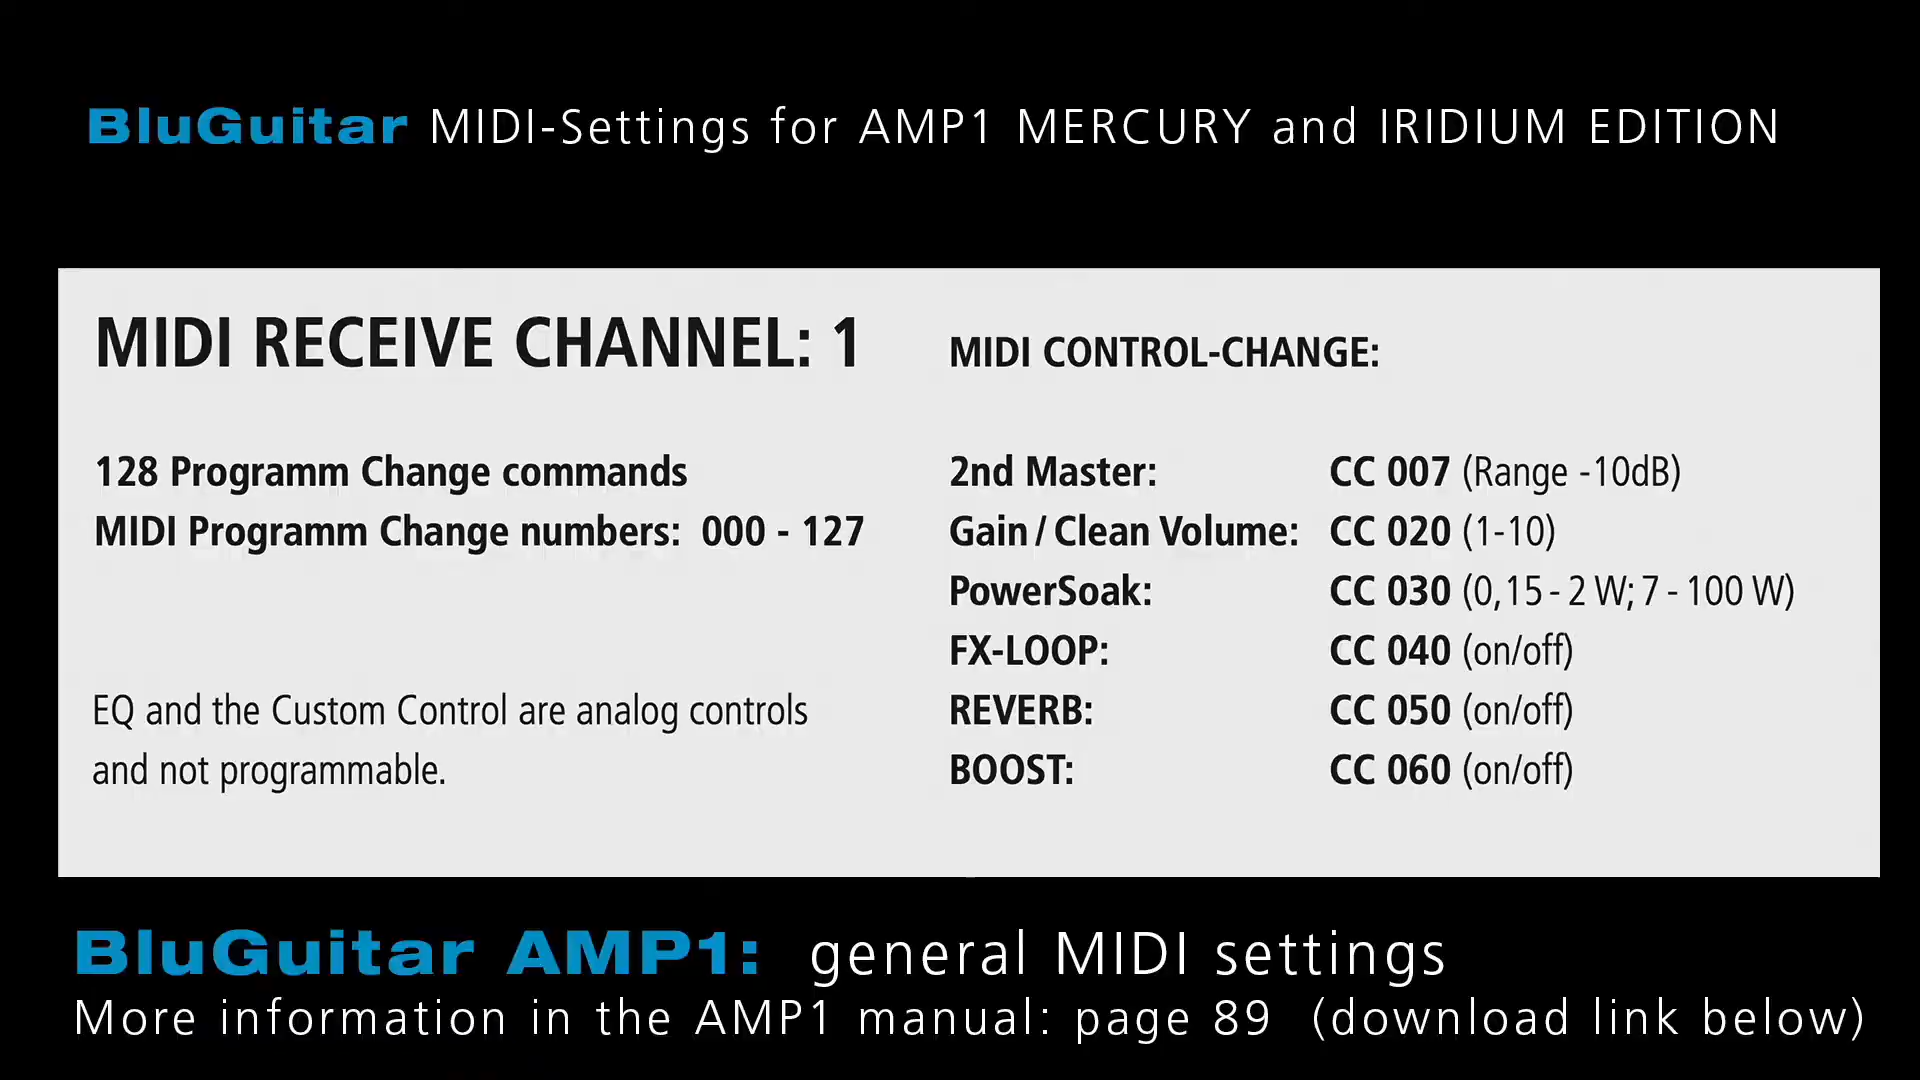 BluGuitar MIDI-Settings for AMP1 MERCURY and IRIDIUM EDITION
MIDI RECEIVE CHANNEL: 1
128 Programm Change commands
MIDI Programm Change numbers: 000 - 127
EQ and the Custom Control are analog controls
and not programmable.
MIDI CONTROL-CHANGE:
2nd Master: CC 007 (Range -10dB)
Gain / Clean Volume: CC 020 (1-10)
PowerSoak: CC 030 (0,15 - 2 W; 7 - 100 W)
FX-LOOP: CC 040 (on/off)
REVERB: CC 050 (on/off)
BOOST: CC 060 (on/off)
BluGuitar AMP1: general MIDI settings
More information in the AMP1 manual: page 89 (download link below)